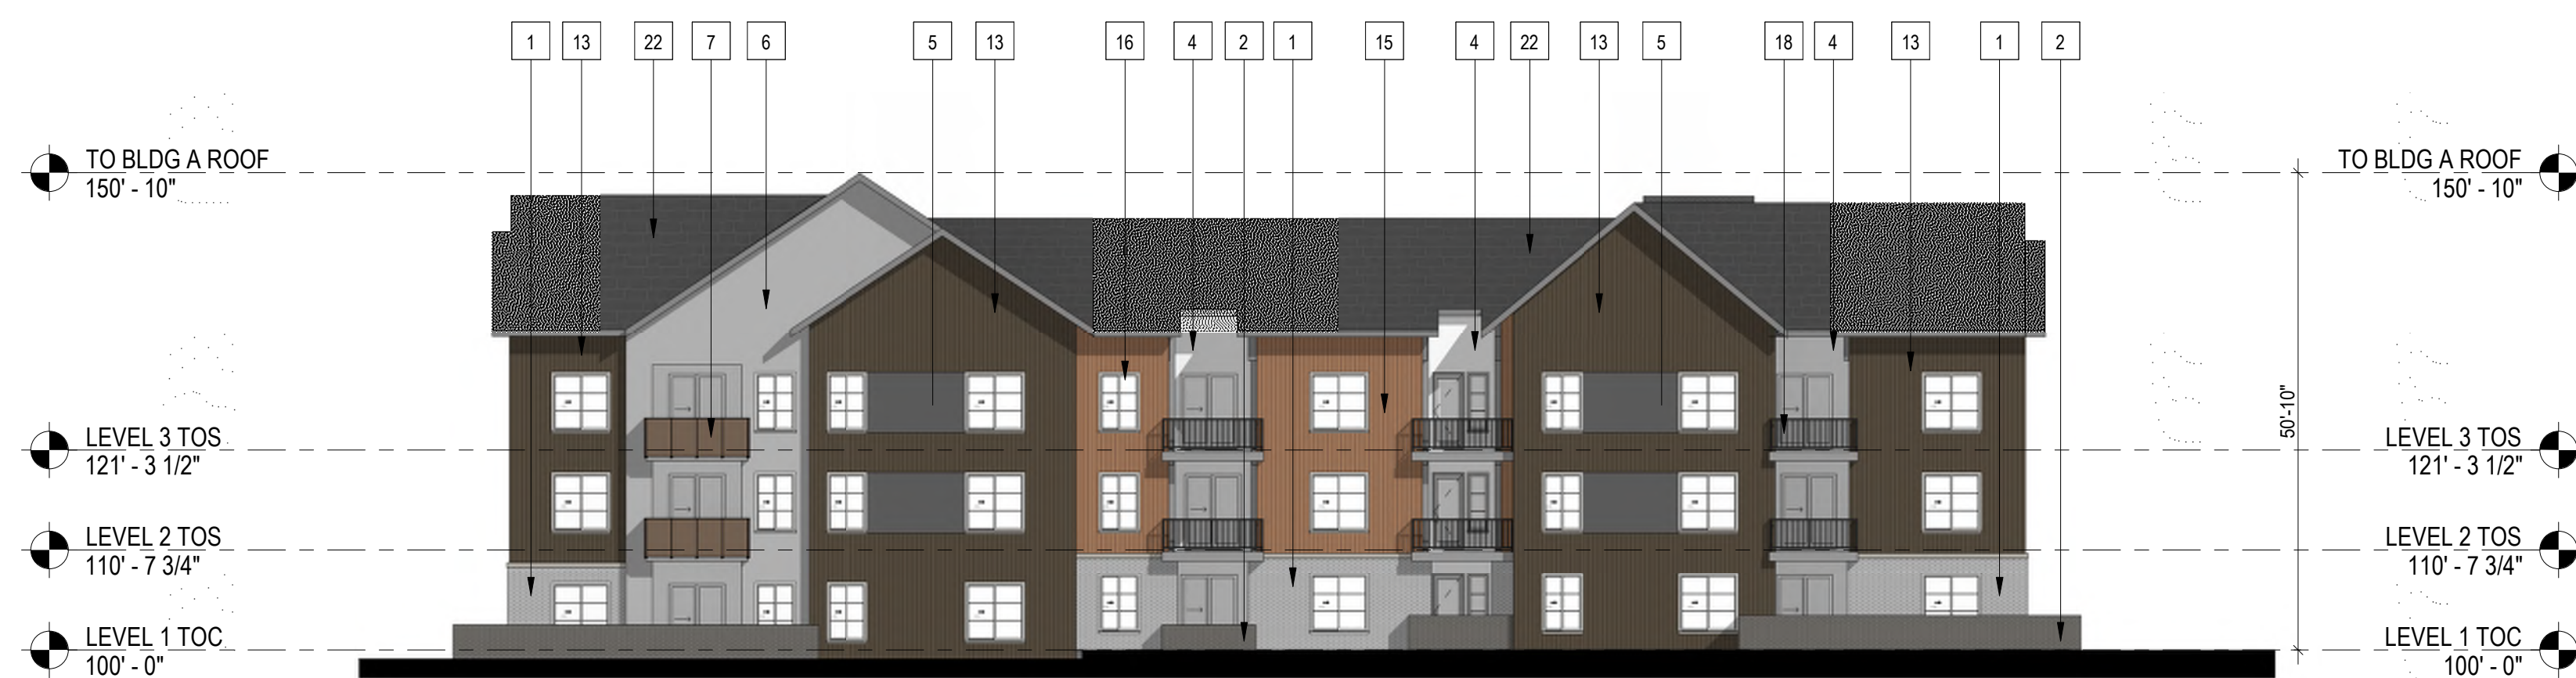 1 13 22 7 6 5 13 16 4 2 1 15 4 22 13 5 18 4 13 1 2
TO BLDG A ROOF
150' - 10"
TO BLDG A ROOF
150' - 10"
50'-10"
LEVEL 3 TOS
121' - 3 1/2"
LEVEL 3 TOS
121' - 3 1/2"
LEVEL 2 TOS
110' - 7 3/4"
LEVEL 2 TOS
110' - 7 3/4"
LEVEL 1 TOC
100' - 0"
LEVEL 1 TOC
100' - 0"